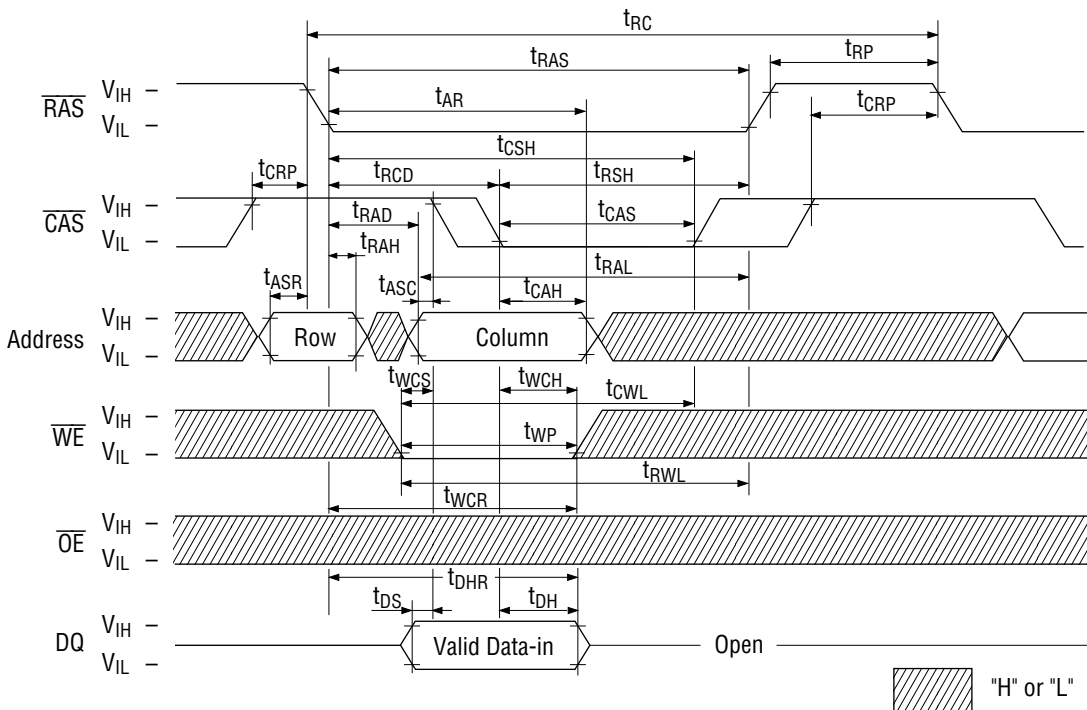 tRC
tRAS
tRP
VIH –
RAS
VIL –
tAR
tCRP
tCSH
tCRP
tRCD
tRSH
VIH –
CAS
VIL –
tRAD
tCAS
tRAH
tRAL
tASR
tASC
tCAH
VIH –
Address
VIL –
Row
Column
tWCS
tWCH
tCWL
VIH –
WE
VIL –
tWP
tRWL
tWCR
VIH –
OE
VIL –
tDHR
tDS
tDH
VIH –
DQ
VIL –
Valid Data-in
Open
"H" or "L"